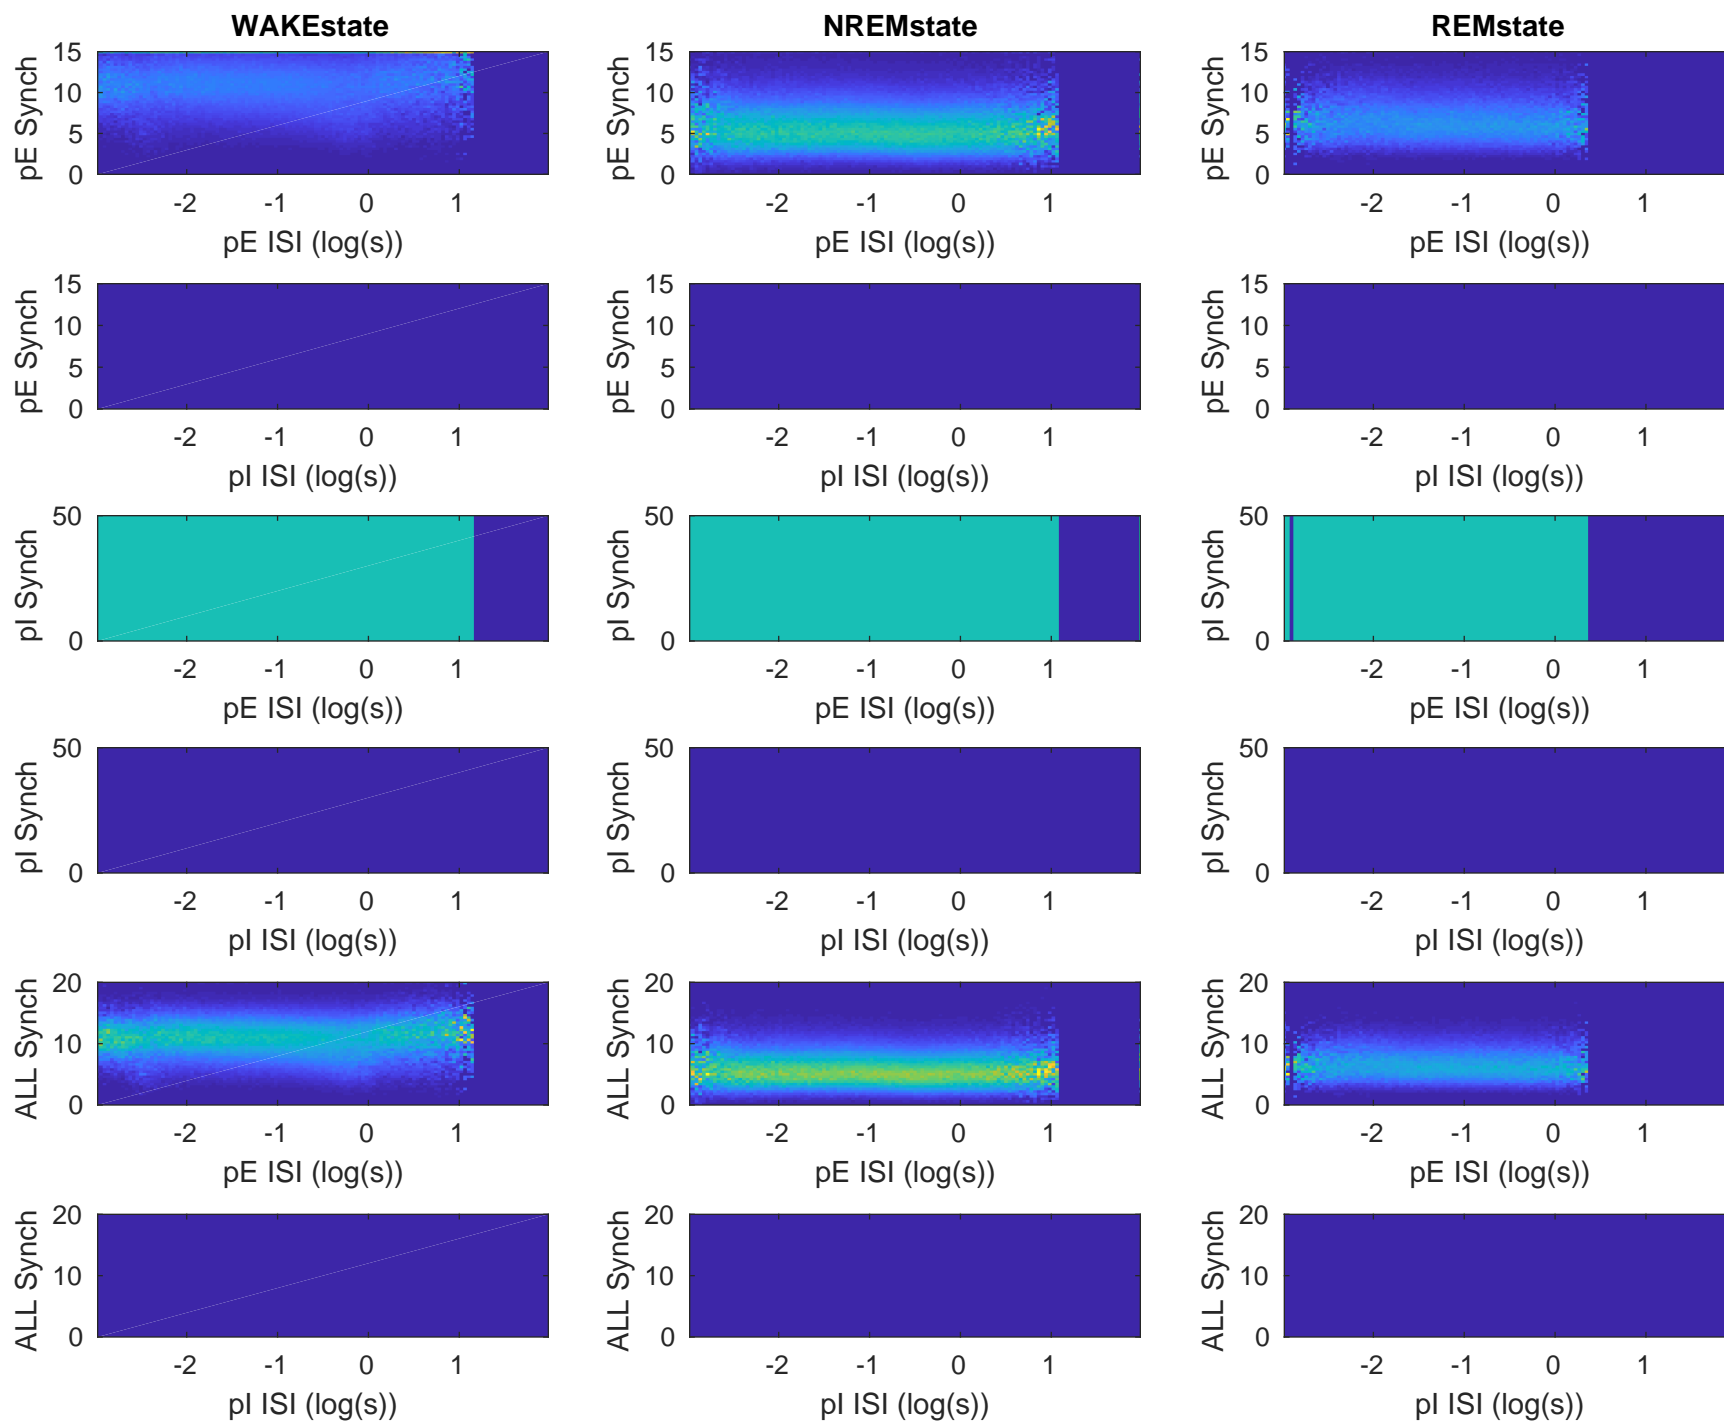 WAKEstate NREMstate REMstate
15 15 15
10 10 10
5 5 5
0 0 0
pE Synch pE Synch pE Synch
-2 -1 0 1 -2 -1 0 1 -2 -1 0 1
pE ISI (log(s)) pE ISI (log(s)) pE ISI (log(s))
15 15 15
10 10 10
5 5 5
0 0 0
pE Synch pE Synch pE Synch
-2 -1 0 1 -2 -1 0 1 -2 -1 0 1
pI ISI (log(s)) pI ISI (log(s)) pI ISI (log(s))
50 50 50
0 0 0
pI Synch pI Synch pI Synch
-2 -1 0 1 -2 -1 0 1 -2 -1 0 1
pE ISI (log(s)) pE ISI (log(s)) pE ISI (log(s))
50 50 50
0 0 0
pI Synch pI Synch pI Synch
-2 -1 0 1 -2 -1 0 1 -2 -1 0 1
pI ISI (log(s)) pI ISI (log(s)) pI ISI (log(s))
20 20 20
10 10 10
0 0 0
ALL Synch ALL Synch ALL Synch
-2 -1 0 1 -2 -1 0 1 -2 -1 0 1
pE ISI (log(s)) pE ISI (log(s)) pE ISI (log(s))
20 20 20
10 10 10
0 0 0
ALL Synch ALL Synch ALL Synch
-2 -1 0 1 -2 -1 0 1 -2 -1 0 1
pI ISI (log(s)) pI ISI (log(s)) pI ISI (log(s))